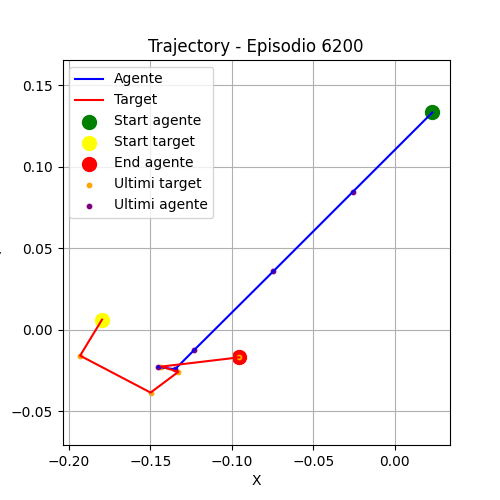 Trajectory - Episodio 6200
Agente
Target
Start agente
Start target
End agente
Ultimi target
Ultimi agente
0.15
0.10
0.05
0.00
−0.05
−0.20
−0.15
−0.10
−0.05
0.00
X